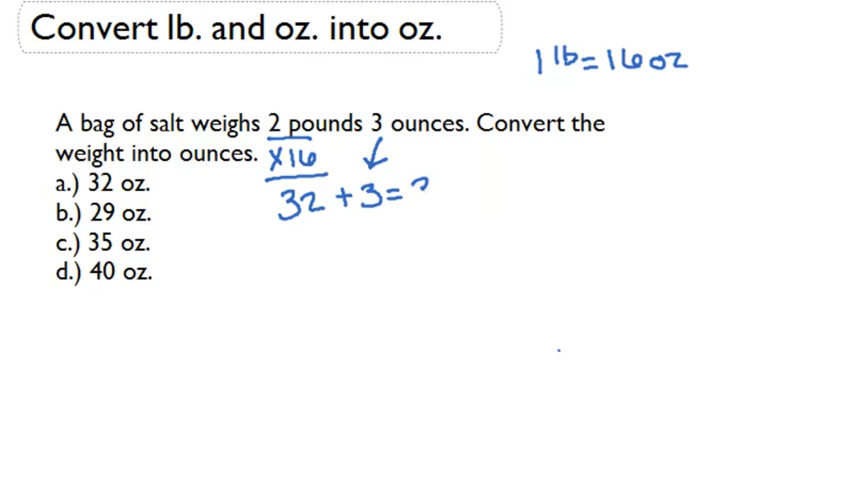 Convert lb. and oz. into oz.
1 lb = 16 oz
A bag of salt weighs 2 pounds 3 ounces. Convert the
weight into ounces. x16
a.) 32 oz.
32 + 3 =
b.) 29 oz.
c.) 35 oz.
d.) 40 oz.